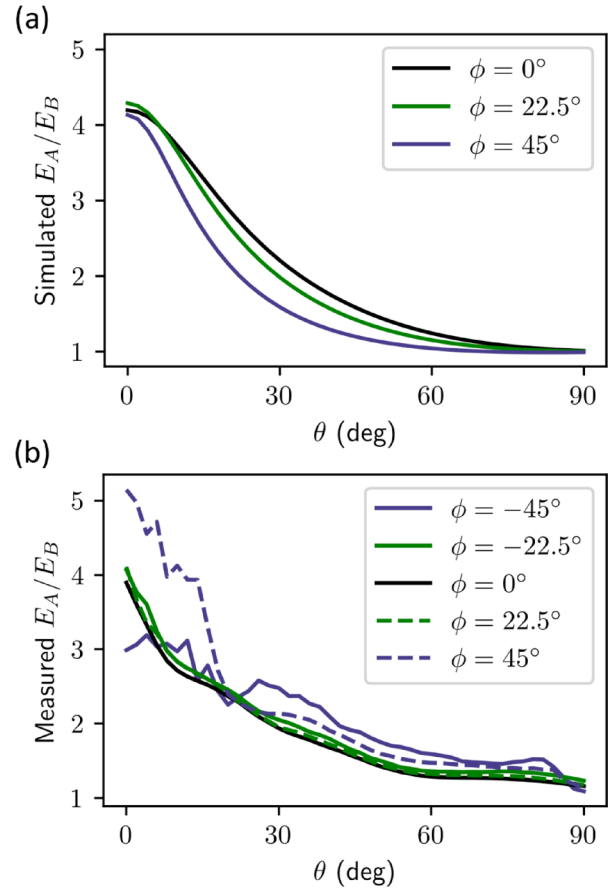 (a)
5
4
3
2
1
Simulated E_A/E_B
ϕ = 0°
ϕ = 22.5°
ϕ = 45°
0
30
60
90
θ (deg)
(b)
5
4
3
2
1
Measured E_A/E_B
ϕ = −45°
ϕ = −22.5°
ϕ = 0°
ϕ = 22.5°
ϕ = 45°
0
30
60
90
θ (deg)